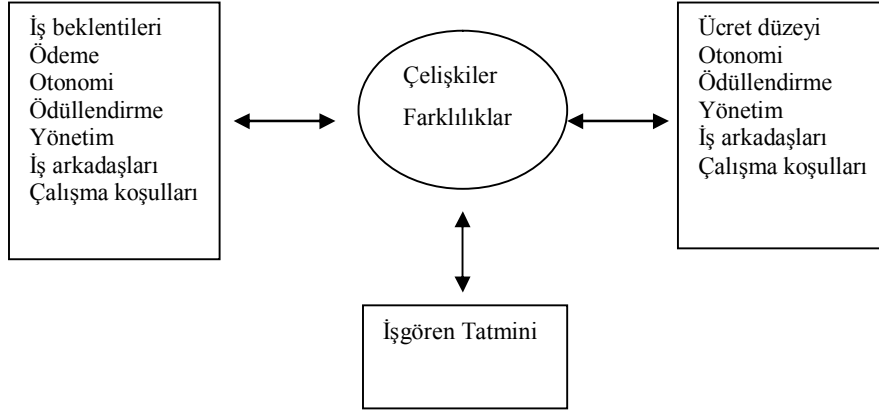 İş beklentileri
Ödeme
Otonomi
Ödüllendirme
Yönetim
İş arkadaşları
Çalışma koşulları
Çelişkiler
Farklılıklar
Ücret düzeyi
Otonomi
Ödüllendirme
Yönetim
İş arkadaşları
Çalışma koşulları
İşgören Tatmini